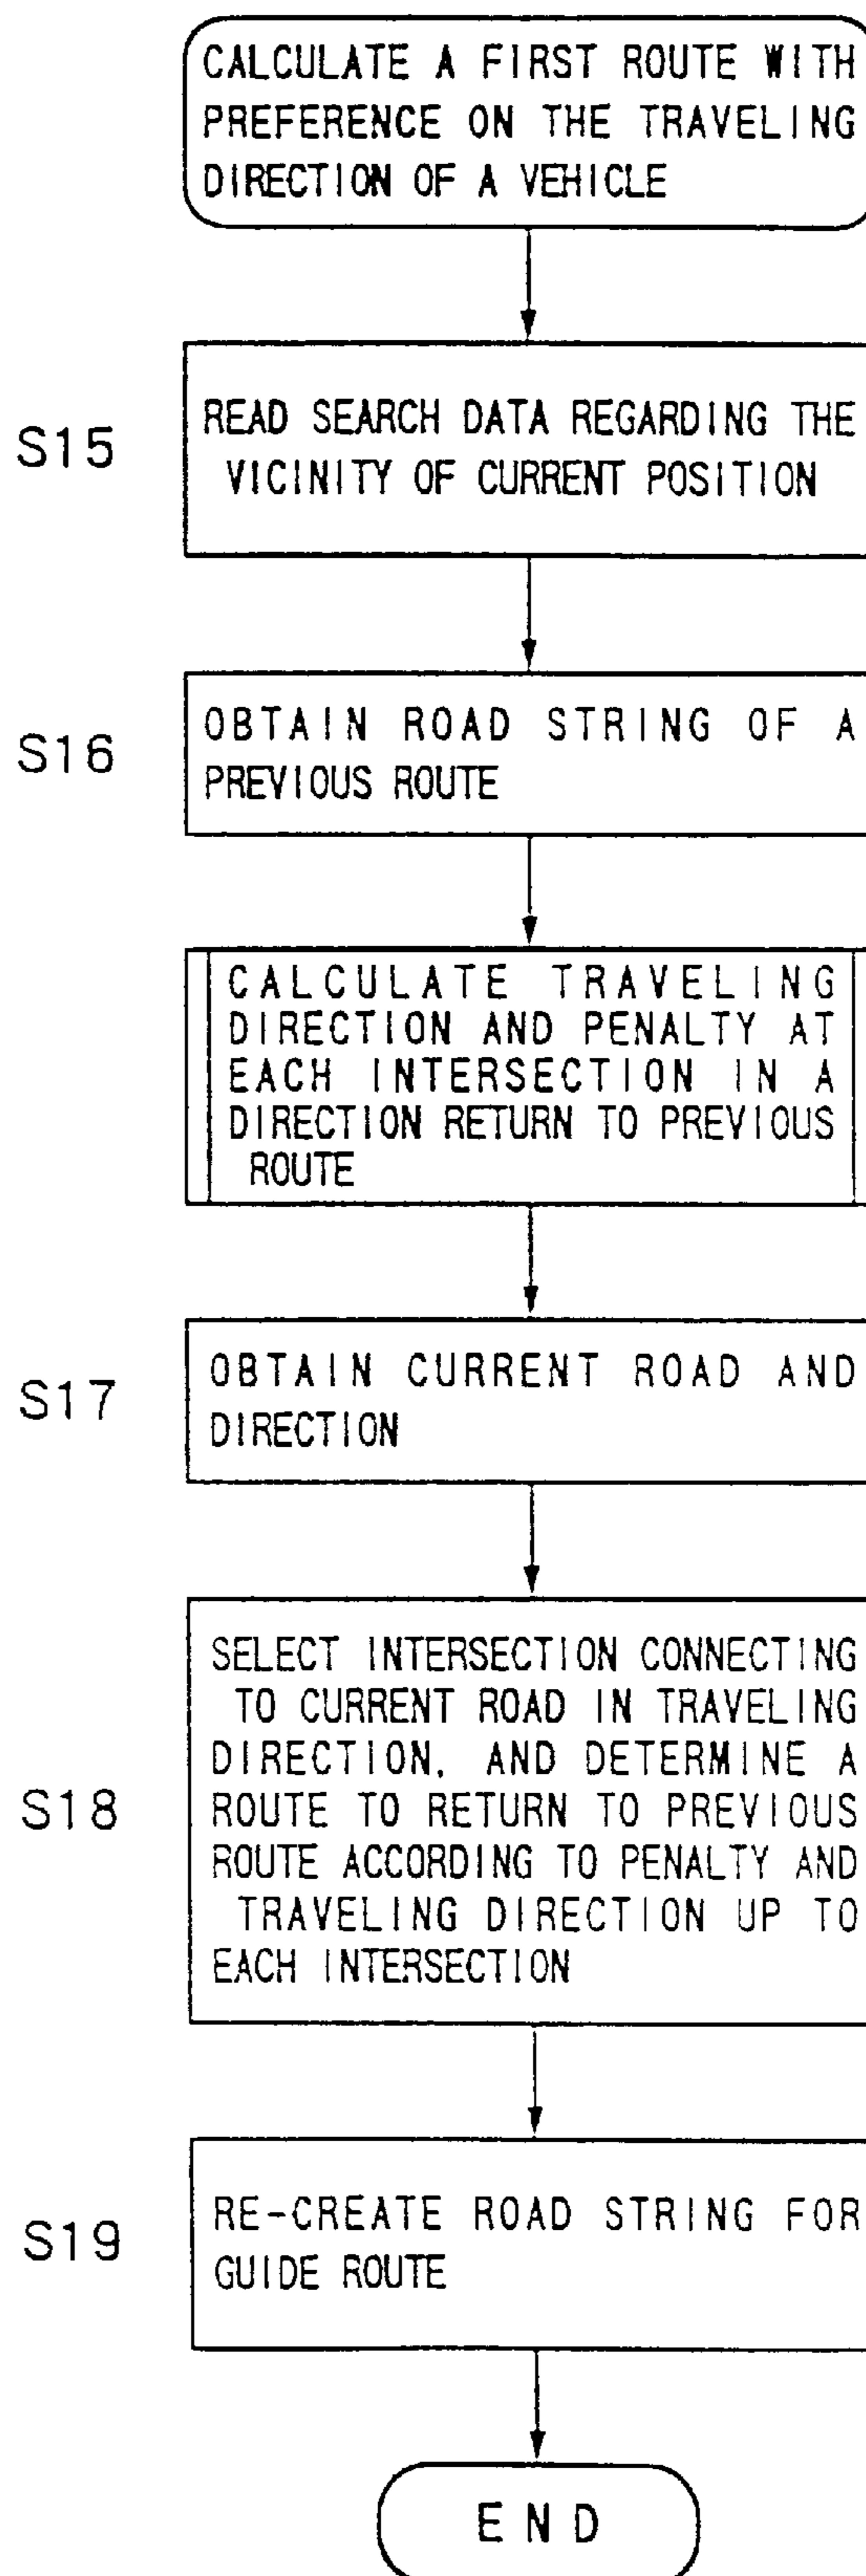 CALCULATE A FIRST ROUTE WITH
PREFERENCE ON THE TRAVELING
DIRECTION OF A VEHICLE
S15
READ SEARCH DATA REGARDING THE
VICINITY OF CURRENT POSITION
S16
OBTAIN ROAD STRING OF A
PREVIOUS ROUTE
CALCULATE TRAVELING
DIRECTION AND PENALTY AT
EACH INTERSECTION IN A
DIRECTION RETURN TO PREVIOUS
ROUTE
S17
OBTAIN CURRENT ROAD AND
DIRECTION
S18
SELECT INTERSECTION CONNECTING
TO CURRENT ROAD IN TRAVELING
DIRECTION, AND DETERMINE A
ROUTE TO RETURN TO PREVIOUS
ROUTE ACCORDING TO PENALTY AND
TRAVELING DIRECTION UP TO
EACH INTERSECTION
S19
RE-CREATE ROAD STRING FOR
GUIDE ROUTE
END